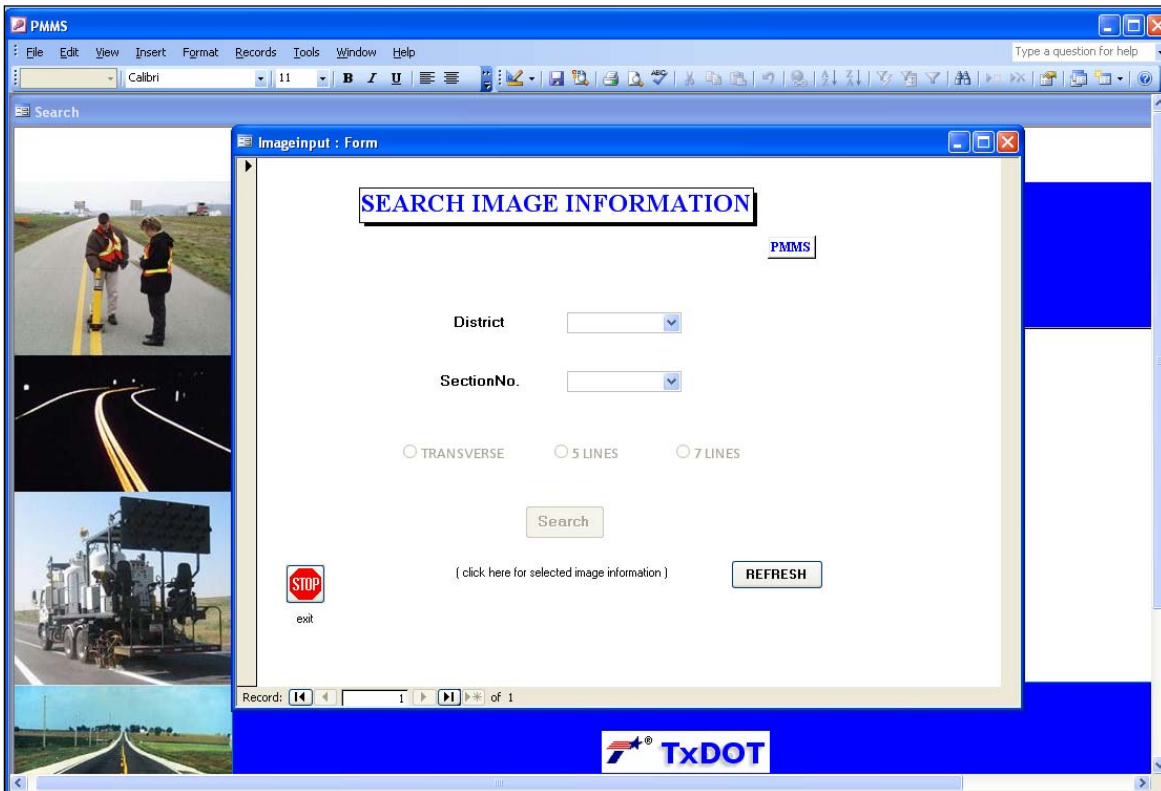 PMMS
File Edit View Insert Format Records Tools Window Help
Type a question for help
Calibri 11 B I U
Search
Imageinput : Form
SEARCH IMAGE INFORMATION
PMMS
District
SectionNo.
TRANSVERSE 5 LINES 7 LINES
Search
( click here for selected image information )
REFRESH
STOP
exit
Record: 1 of 1
TxDOT®